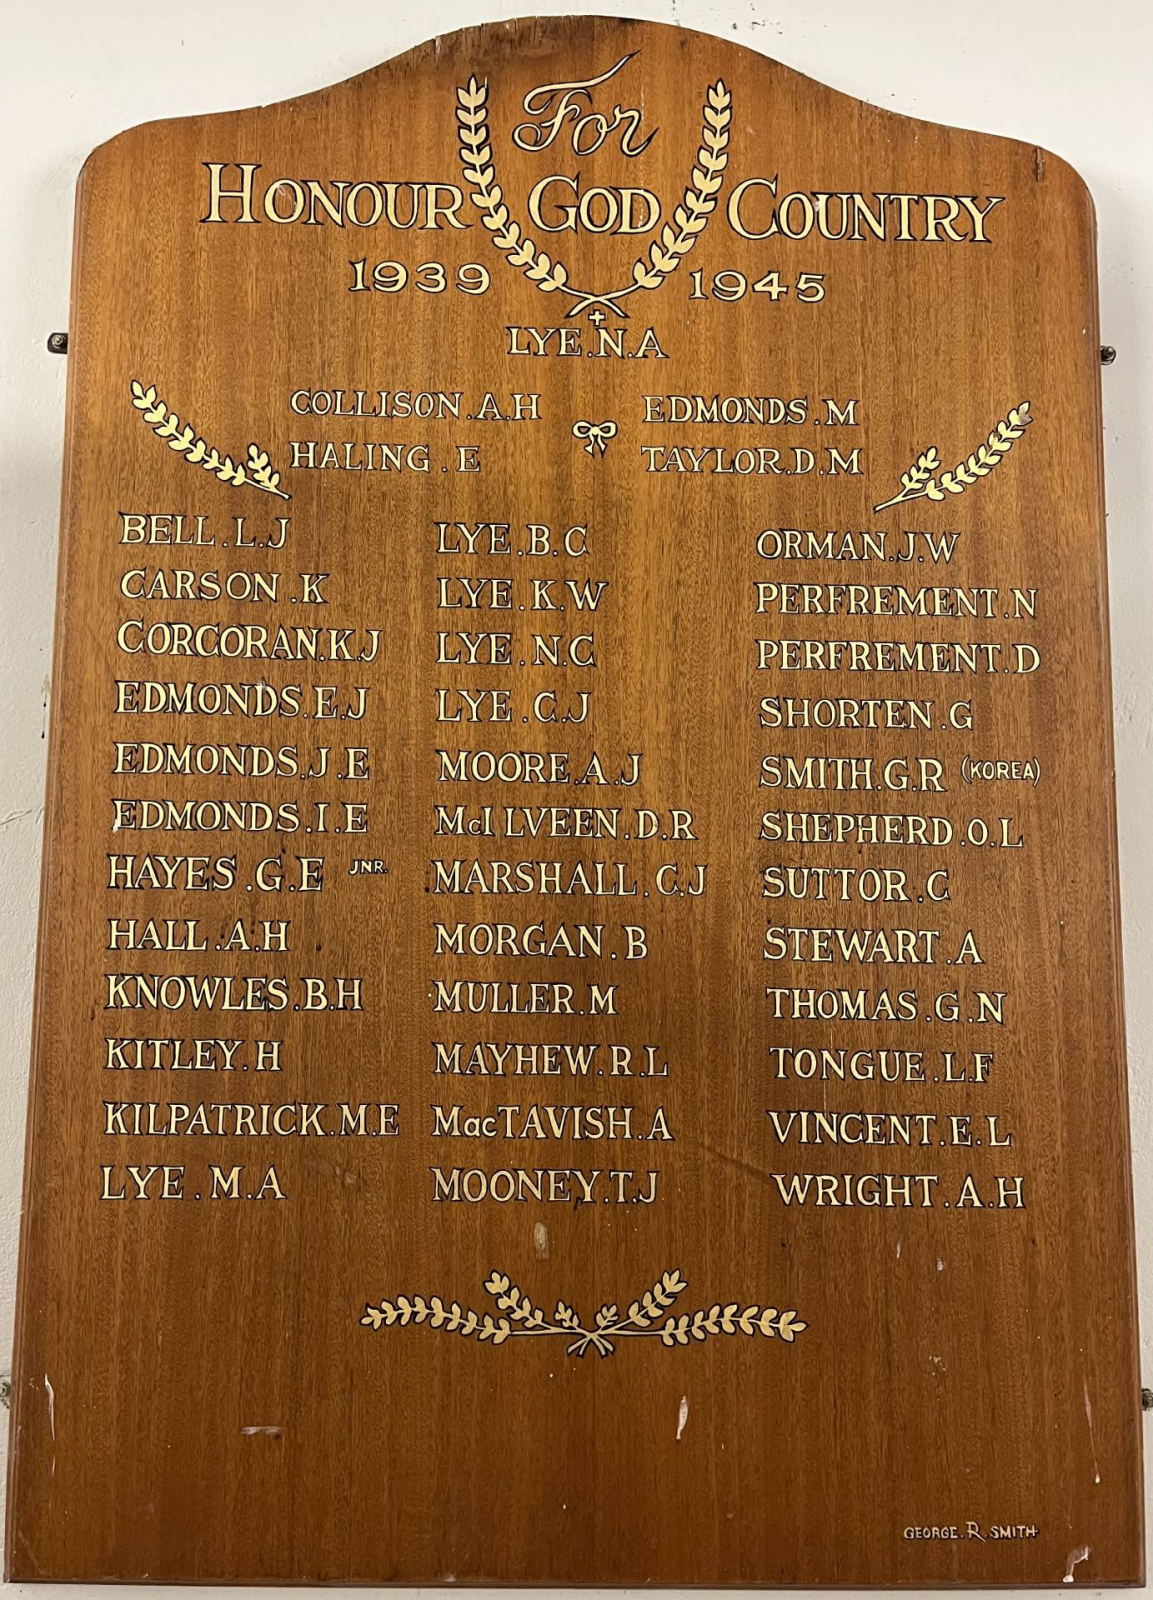 For
HONOUR GOD COUNTRY
1939 1945
LYE.N.A
COLLISON.A.H EDMONDS.M
HALING.E TAYLOR.D.M
BELL.L.J LYE.B.C ORMAN.J.W
CARSON.K LYE.K.W PERFREMENT.N
CORCORAN.K.J LYE.N.C PERFREMENT.D
EDMONDS.E.J LYE.C.J SHORTEN.G
EDMONDS.J.E MOORE.A.J SMITH.G.R (KOREA)
EDMONDS.I.E McILVEEN.D.R SHEPHERD.O.L
HAYES.G.E JNR. MARSHALL.C.J SUTTOR.C
HALL.A.H MORGAN.B STEWART.A
KNOWLES.B.H MULLER.M THOMAS.G.N
KITLEY.H MAYHEW.R.L TONGUE.L.F
KILPATRICK.M.E MacTAVISH.A VINCENT.E.L
LYE.M.A MOONEY.T.J WRIGHT.A.H
GEORGE.R.SMITH